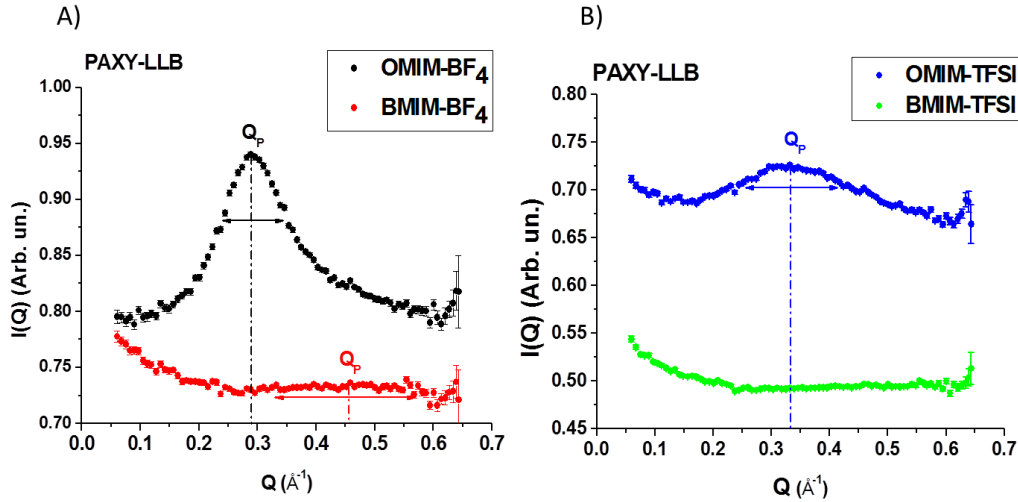 A)
PAXY-LLB
OMIM-BF4
BMIM-BF4
1.00
0.95
0.90
0.85
0.80
0.75
0.70
I(Q) (Arb. un.)
QP
QP
0.0 0.1 0.2 0.3 0.4 0.5 0.6 0.7
Q (Å-1)
B)
PAXY-LLB
OMIM-TFSI
BMIM-TFSI
0.80
0.75
0.70
0.65
0.55
0.50
0.45
I(Q) (Arb. un.)
QP
0.0 0.1 0.2 0.3 0.4 0.5 0.6 0.7
Q (Å-1)